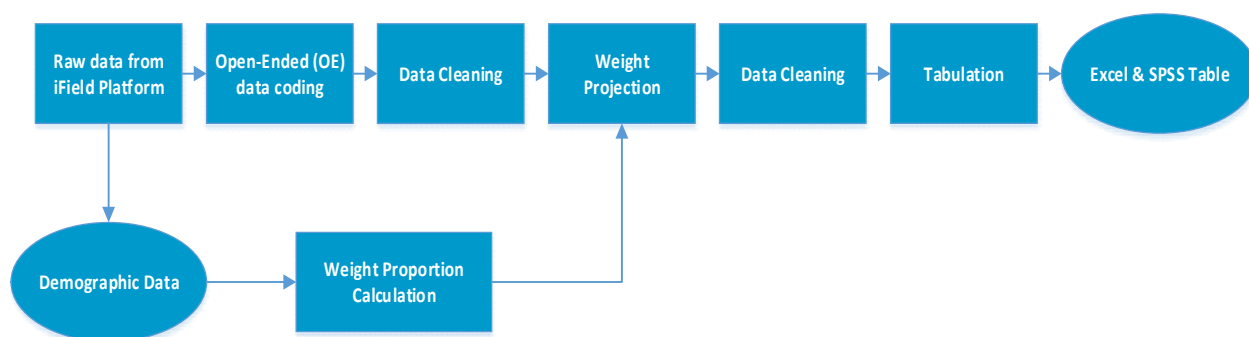 Raw data from
iField Platform
Open-Ended (OE)
data coding
Data Cleaning
Weight
Projection
Data Cleaning
Tabulation
Excel & SPSS Table
Demographic Data
Weight Proportion
Calculation